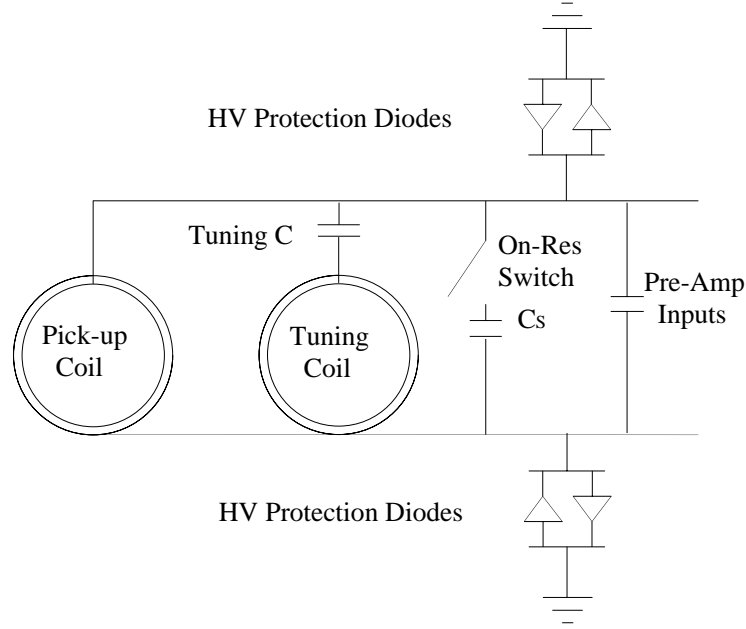 HV Protection Diodes
Tuning C
On-Res
Switch
Pre-Amp
Inputs
Cs
Pick-up
Coil
Tuning
Coil
HV Protection Diodes